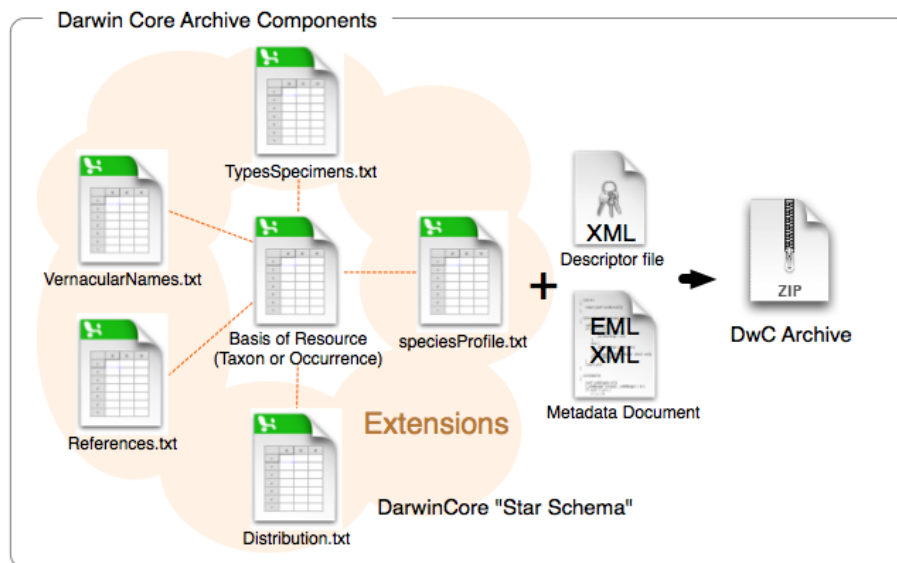 Darwin Core Archive Components
TypesSpecimens.txt
VernacularNames.txt
Basis of Resource
(Taxon or Occurrence)
speciesProfile.txt
References.txt
Distribution.txt
Extensions
DarwinCore "Star Schema"
+
XML
Descriptor file
EML
XML
Metadata Document
ZIP
DwC Archive